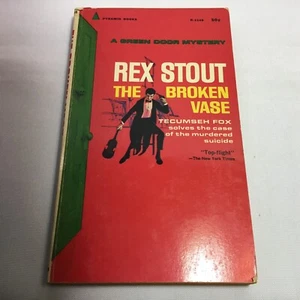 PYRAMID BOOKS
A GREEN DOOR MYSTERY
REX STOUT
THE BROKEN
VASE
TECUMSEH FOX
solves the case
of the murdered
suicide
"Top-flight"
—The New York Times